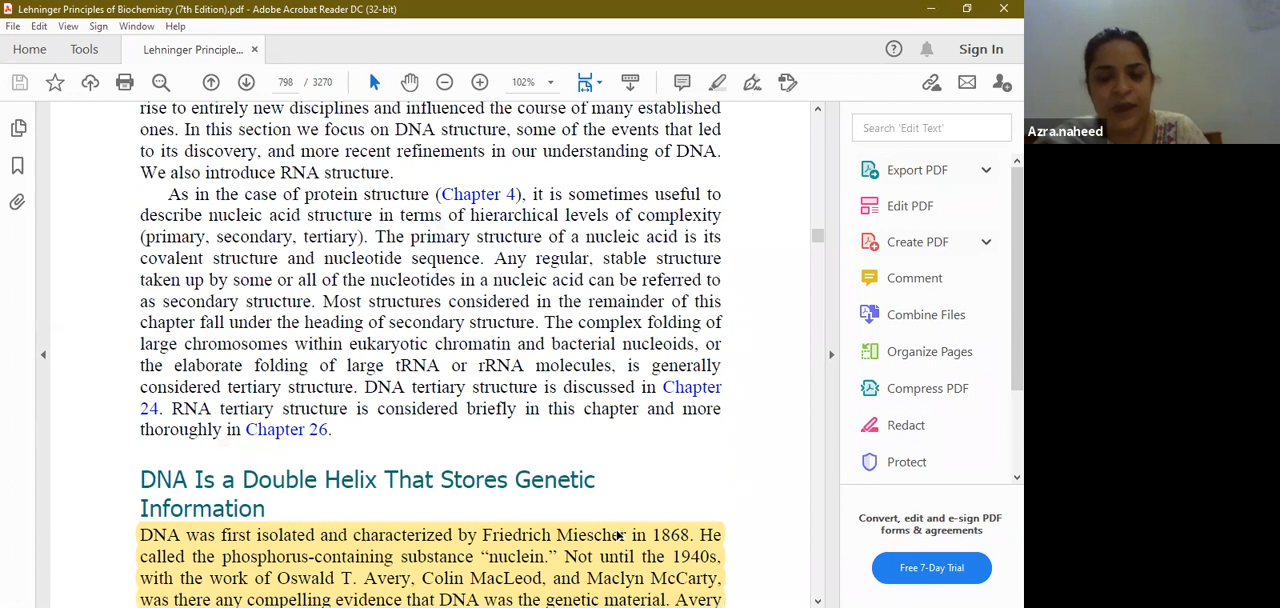 Lehninger Principles of Biochemistry (7th Edition).pdf - Adobe Acrobat Reader DC (32-bit)
File Edit View Sign Window Help
Home Tools Lehninger Principle... × Sign In
798 / 3270 102%
rise to entirely new disciplines and influenced the course of many established
ones. In this section we focus on DNA structure, some of the events that led
to its discovery, and more recent refinements in our understanding of DNA.
We also introduce RNA structure.
As in the case of protein structure (Chapter 4), it is sometimes useful to
describe nucleic acid structure in terms of hierarchical levels of complexity
(primary, secondary, tertiary). The primary structure of a nucleic acid is its
covalent structure and nucleotide sequence. Any regular, stable structure
taken up by some or all of the nucleotides in a nucleic acid can be referred to
as secondary structure. Most structures considered in the remainder of this
chapter fall under the heading of secondary structure. The complex folding of
large chromosomes within eukaryotic chromatin and bacterial nucleoids, or
the elaborate folding of large tRNA or rRNA molecules, is generally
considered tertiary structure. DNA tertiary structure is discussed in Chapter
24. RNA tertiary structure is considered briefly in this chapter and more
thoroughly in Chapter 26.
DNA Is a Double Helix That Stores Genetic
Information
DNA was first isolated and characterized by Friedrich Miescher in 1868. He
called the phosphorus-containing substance “nuclein.” Not until the 1940s,
with the work of Oswald T. Avery, Colin MacLeod, and Maclyn McCarty,
was there any compelling evidence that DNA was the genetic material. Avery
Search 'Edit Text'
Export PDF
Edit PDF
Create PDF
Comment
Combine Files
Organize Pages
Compress PDF
Redact
Protect
Convert, edit and e-sign PDF
forms & agreements
Free 7-Day Trial
Azra.naheed